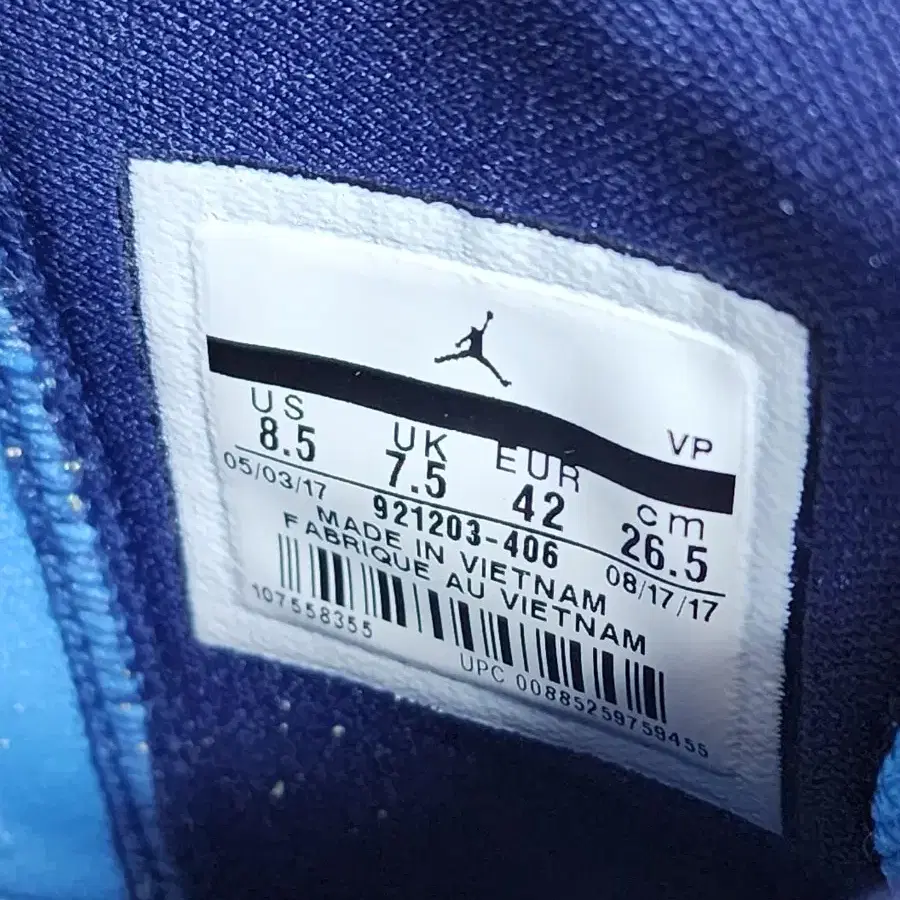 VP
US UK EUR cm
8.5 7.5 42 26.5
05/03/17 921203-406 08/17/17
MADE IN VIETNAM
FABRIQUE AU VIETNAM
107558355
UPC 00885259759455